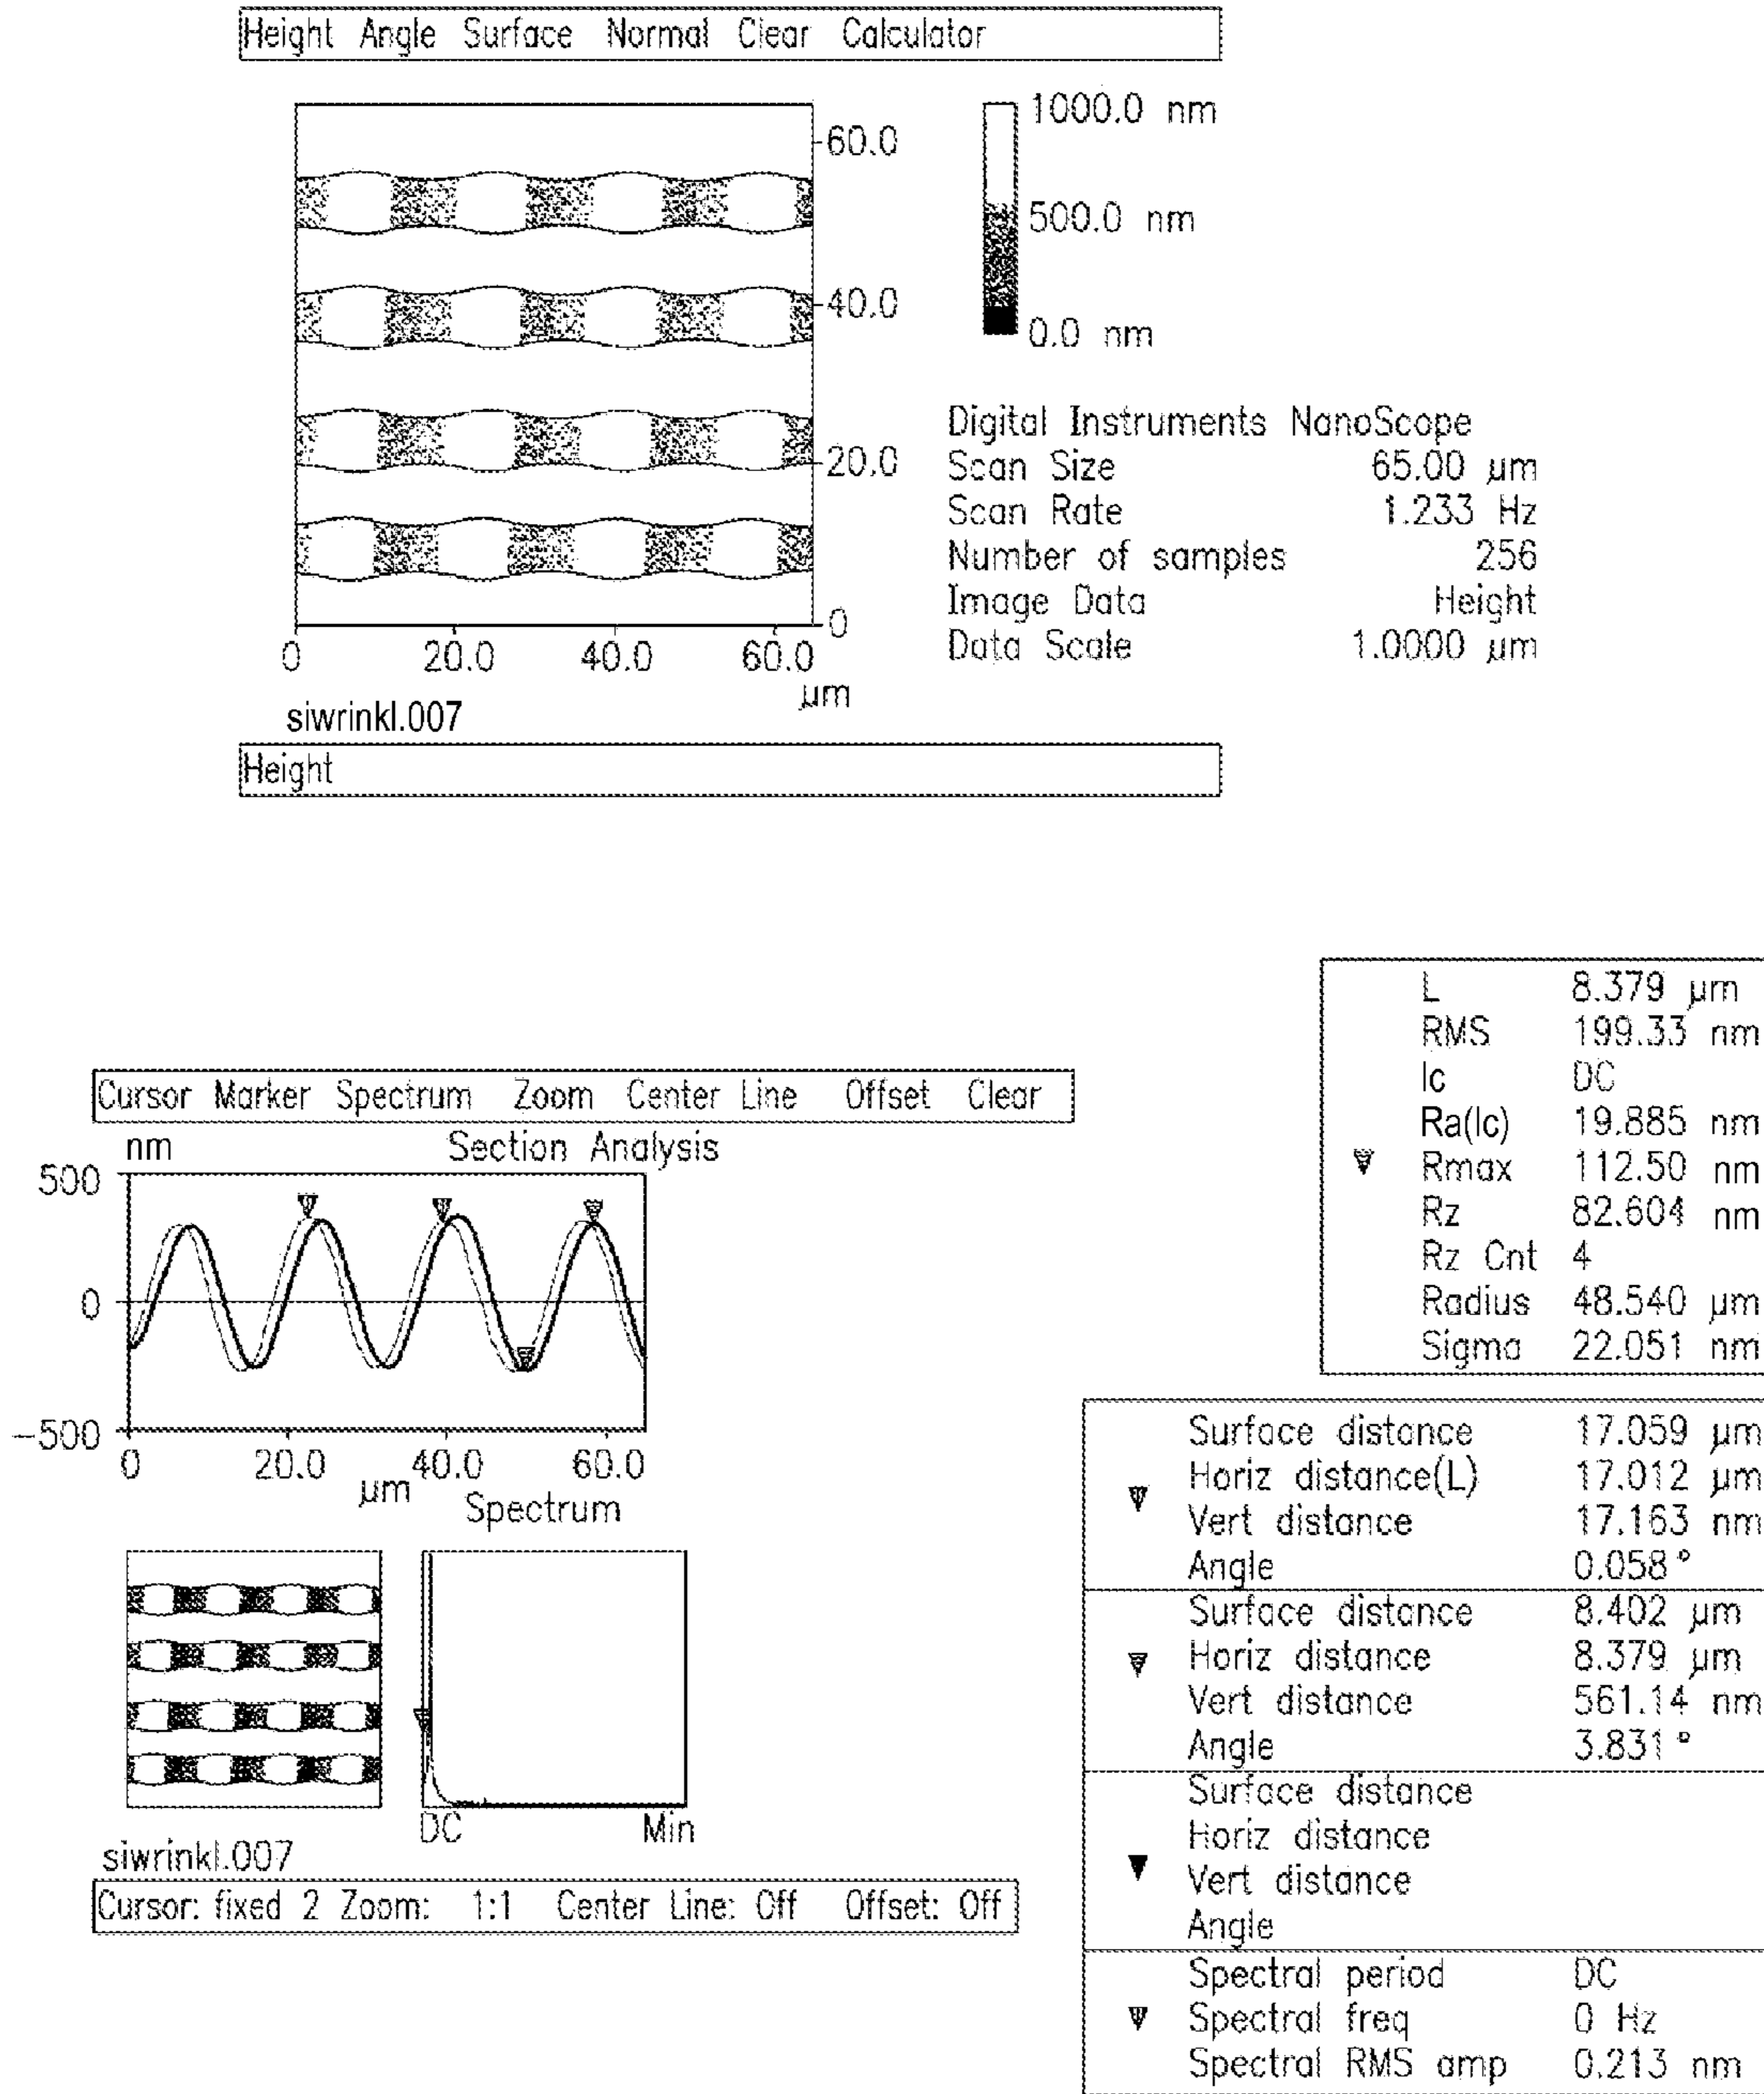 Height Angle Surface Normal Clear Calculator
1000.0 nm
60.0
500.0 nm
40.0
0.0 nm
Digital Instruments NanoScope
20.0
Scan Size 65.00 µm
Scan Rate 1.233 Hz
Number of samples 256
Image Data Height
0
Data Scale 1.0000 µm
0 20.0 40.0 60.0
µm
siwrinkl.007
Height
L 8.379 µm
RMS 199.33 nm
lc DC
Ra(lc) 19.885 nm
Rmax 112.50 nm
Rz 82.604 nm
Rz Cnt 4
Radius 48.540 µm
Sigma 22.051 nm
Cursor Marker Spectrum Zoom Center Line Offset Clear
nm Section Analysis
500
0
-500
0 20.0 40.0 60.0
µm
Spectrum
DC Min
siwrinkl.007
Cursor: fixed 2 Zoom: 1:1 Center Line: Off Offset: Off
Surface distance 17.059 µm
Horiz distance(L) 17.012 µm
Vert distance 17.163 nm
Angle 0.058°
Surface distance 8.402 µm
Horiz distance 8.379 µm
Vert distance 561.14 nm
Angle 3.831°
Surface distance
Horiz distance
Vert distance
Angle
Spectral period DC
Spectral freq 0 Hz
Spectral RMS amp 0.213 nm